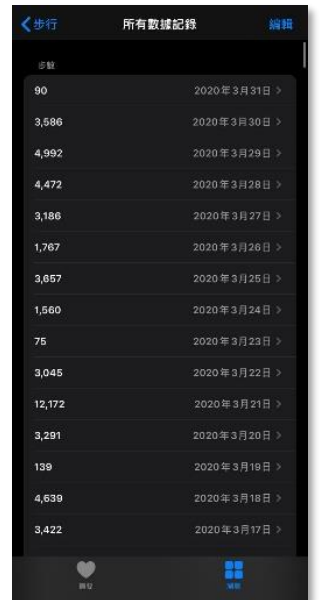 步行 所有數據記錄 編輯
步數
90 2020年3月31日
3,586 2020年3月30日
4,992 2020年3月29日
4,472 2020年3月28日
3,186 2020年3月27日
1,767 2020年3月26日
3,657 2020年3月25日
1,560 2020年3月24日
75 2020年3月23日
3,045 2020年3月22日
12,172 2020年3月21日
3,291 2020年3月20日
139 2020年3月19日
4,639 2020年3月18日
3,422 2020年3月17日